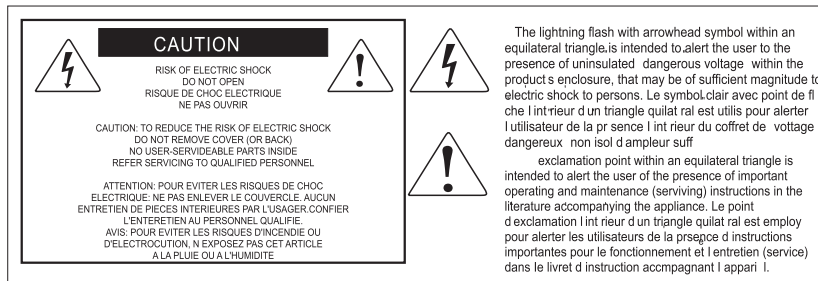 CAUTION
RISK OF ELECTRIC SHOCK
DO NOT OPEN
RISQUE DE CHOC ELECTRIQUE
NE PAS OUVRIR
CAUTION: TO REDUCE THE RISK OF ELECTRIC SHOCK
DO NOT REMOVE COVER (OR BACK)
NO USER-SERVIDEABLE PARTS INSIDE
REFER SERVICING TO QUALIFIED PERSONNEL
ATTENTION: POUR EVITER LES RISQUES DE CHOC
ELECTRIQUE: NE PAS ENLEVER LE COUVERCLE. AUCUN
ENTRETIEN DE PIECES INTERIEURES PAR L'USAGER.CONFIER
L'ENTERETIEN AU PERSONNEL QUALIFIE.
AVIS: POUR EVITER LES RISQUES D'INCENDIE OU
D'ELECTROCUTION, N EXPOSEZ PAS CET ARTICLE
A LA PLUIE OU A L'HUMIDITE
The lightning flash with arrowhead symbol within an
equilateral triangle.is intended to.alert the user to the
presence of uninsulated dangerous voltage within the
product s enclosure, that may be of sufficient magnitude to
electric shock to persons. Le symbol.clair avec point de fl
che l int rieur d un triangle quilat ral est utilis pour alerter
l utilisateur de la pr sence l int rieur du coffret de vottage
dangereux non isol d ampleur suff
exclamation point within an equilateral triangle is
intended to alert the user of the presence of important
operating and maintenance (serviving) instructions in the
literature accompanying the appliance. Le point
d exclamation l int rieur d un triangle quilat ral est employ
pour alerter les utilisateurs de la prsence d instructions
importantes pour le fonctionnement et l entretien (service)
dans le livret d instruction accmpagnant l appari l.